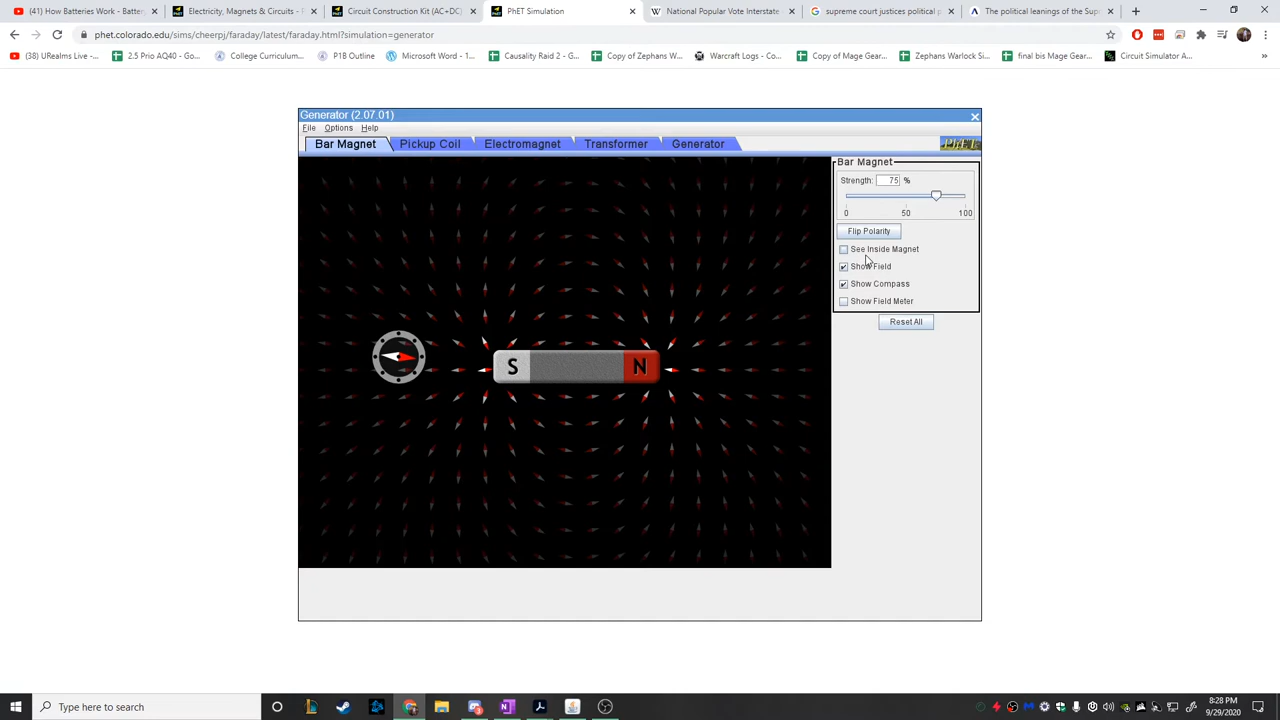 (41) How Batteries Work - Batter
Electricity, Magnets & Circuits - P
Circuit Construction Kit (AC+DC)
PhET Simulation
National Popular Vote Interstate
supreme court justices political p
The political leanings of the Sup
phet.colorado.edu/sims/cheerpj/faraday/latest/faraday.html?simulation=generator
(38) URealms Live -...
2.5 Prio AQ40 - Go...
College Curriculum...
P1B Outline
Microsoft Word - 1...
Causality Raid 2 - G...
Copy of Zephans W...
Warcraft Logs - Co...
Copy of Mage Gear...
Zephans Warlock Si...
final bis Mage Gear...
Circuit Simulator A...
Generator (2.07.01)
File Options Help
Bar Magnet
Pickup Coil
Electromagnet
Transformer
Generator
PhET
Bar Magnet
Strength: 75 %
0 50 100
Flip Polarity
See Inside Magnet
Show Field
Show Compass
Show Field Meter
Reset All
S N
Type here to search
8:28 PM
9/29/2020